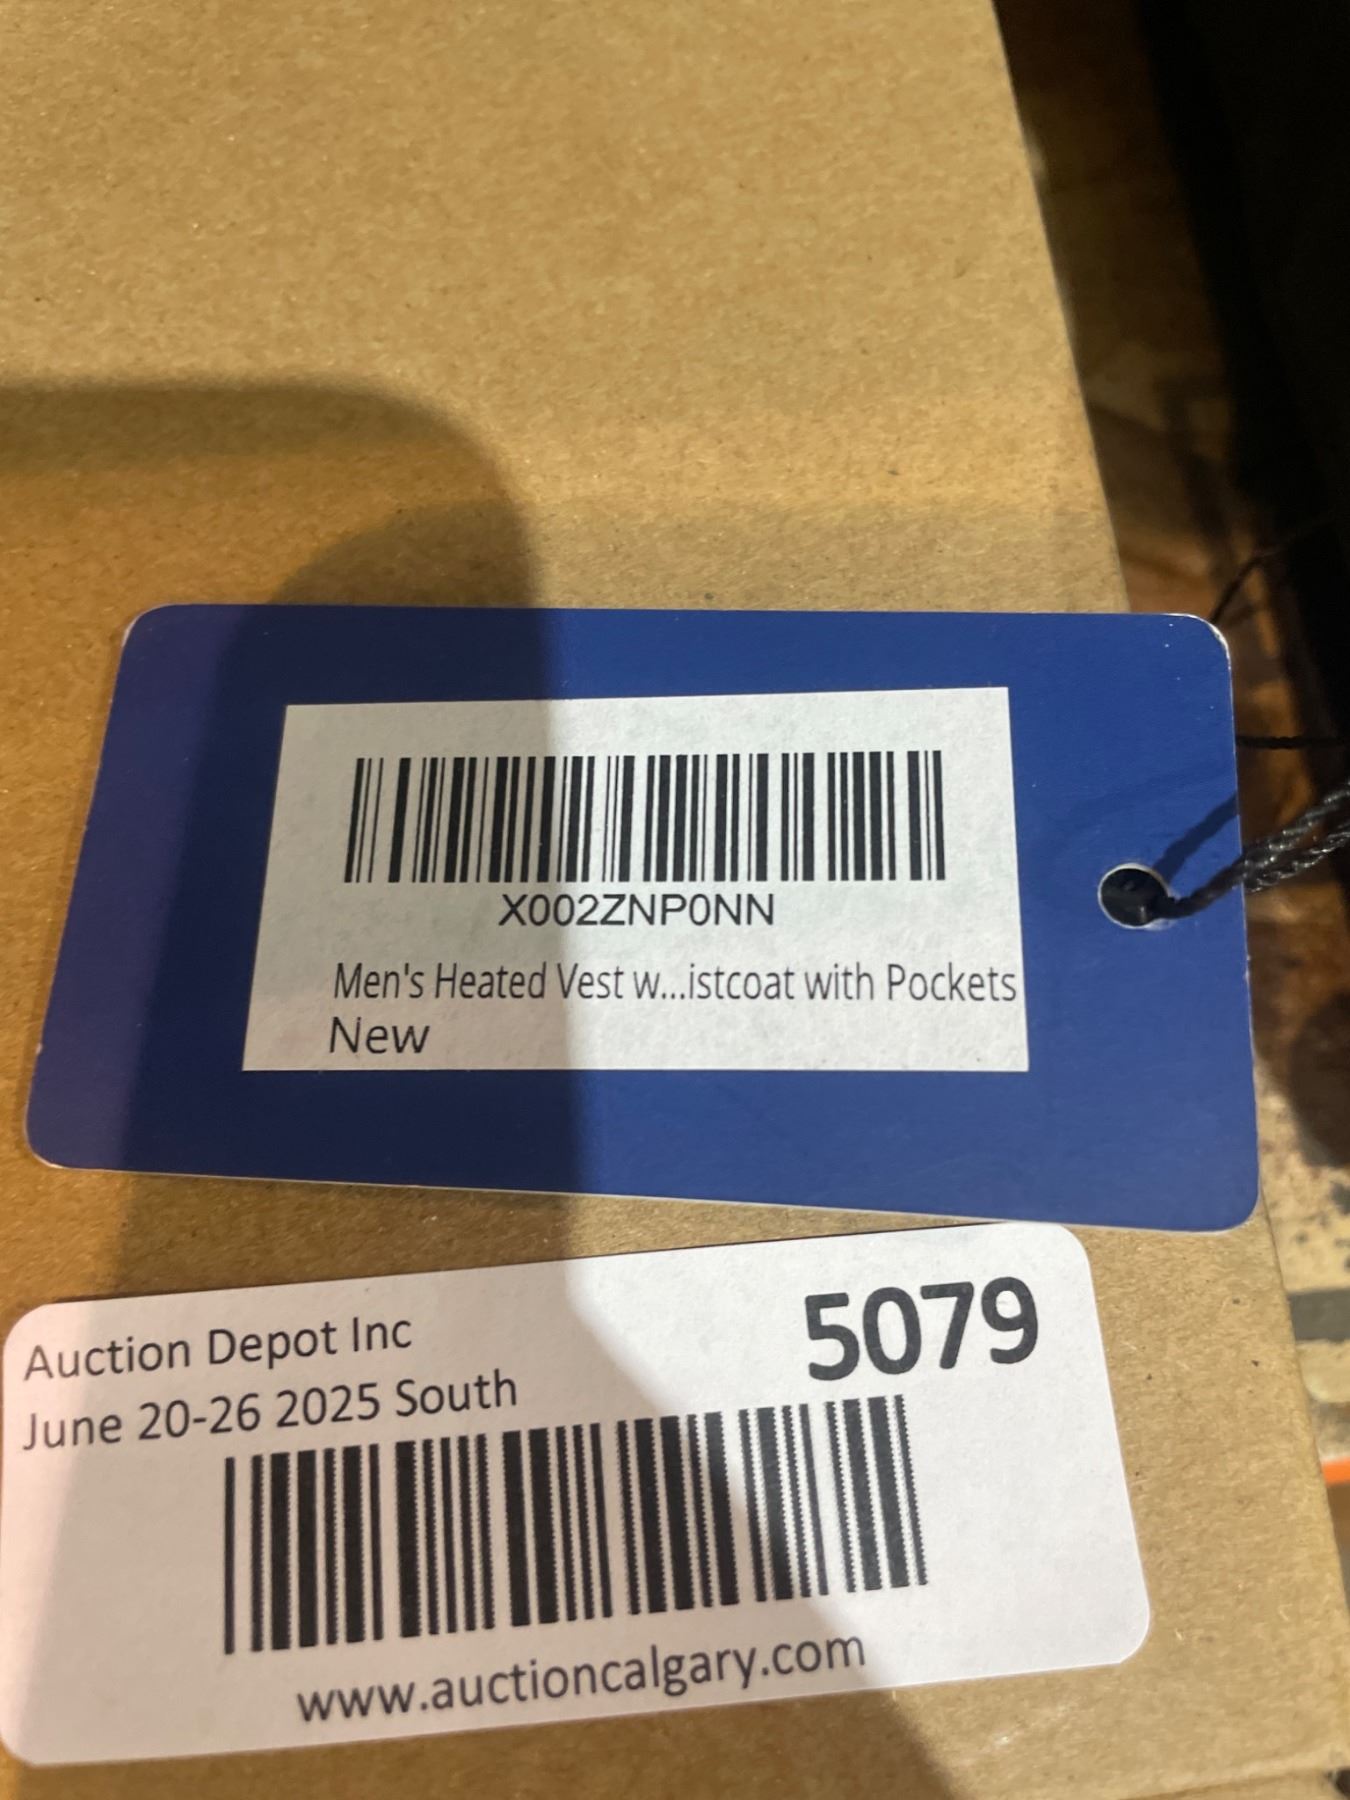 X002ZNP0NN
Men's Heated Vest w...istcoat with Pockets
New
Auction Depot Inc
5079
June 20-26 2025 South
www.auctioncalgary.com